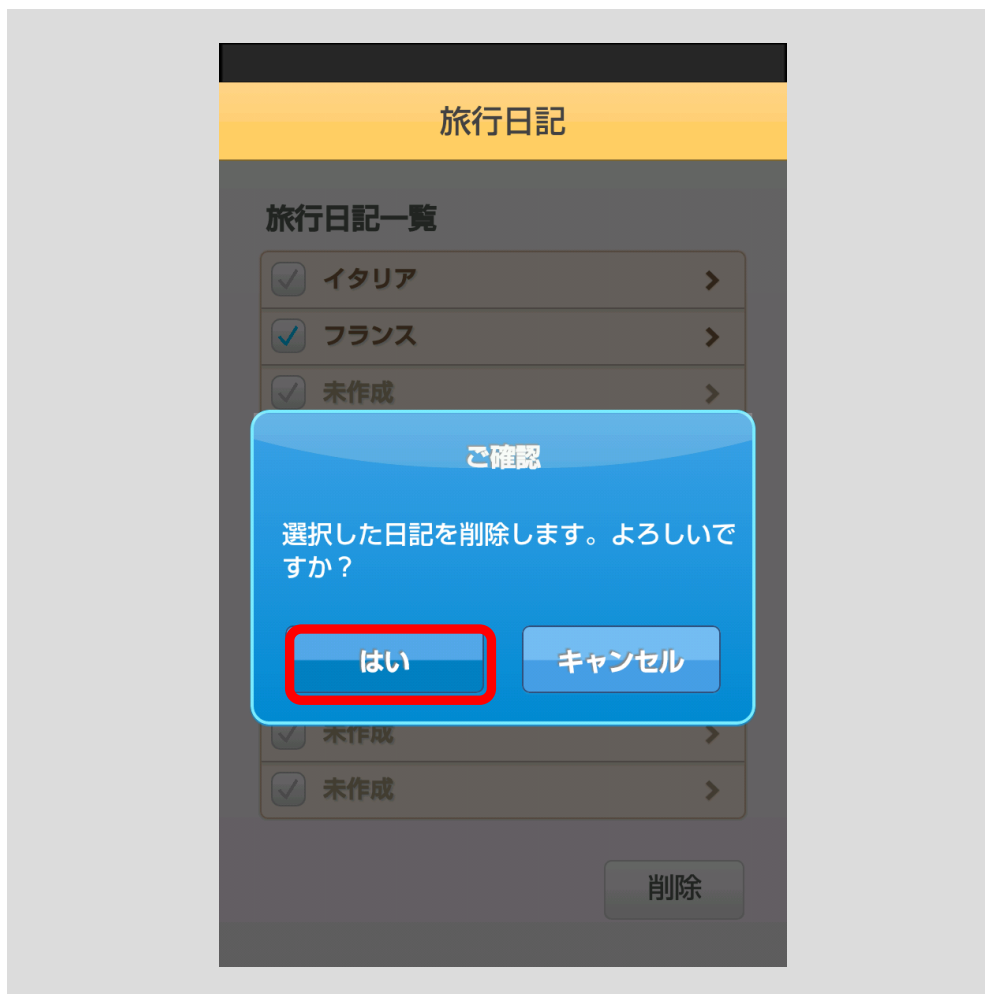 旅行日記
旅行日記一覧
イタリア
フランス
未作成
ご確認
選択した日記を削除します。よろしいで
すか？
はい
キャンセル
未作成
未作成
削除